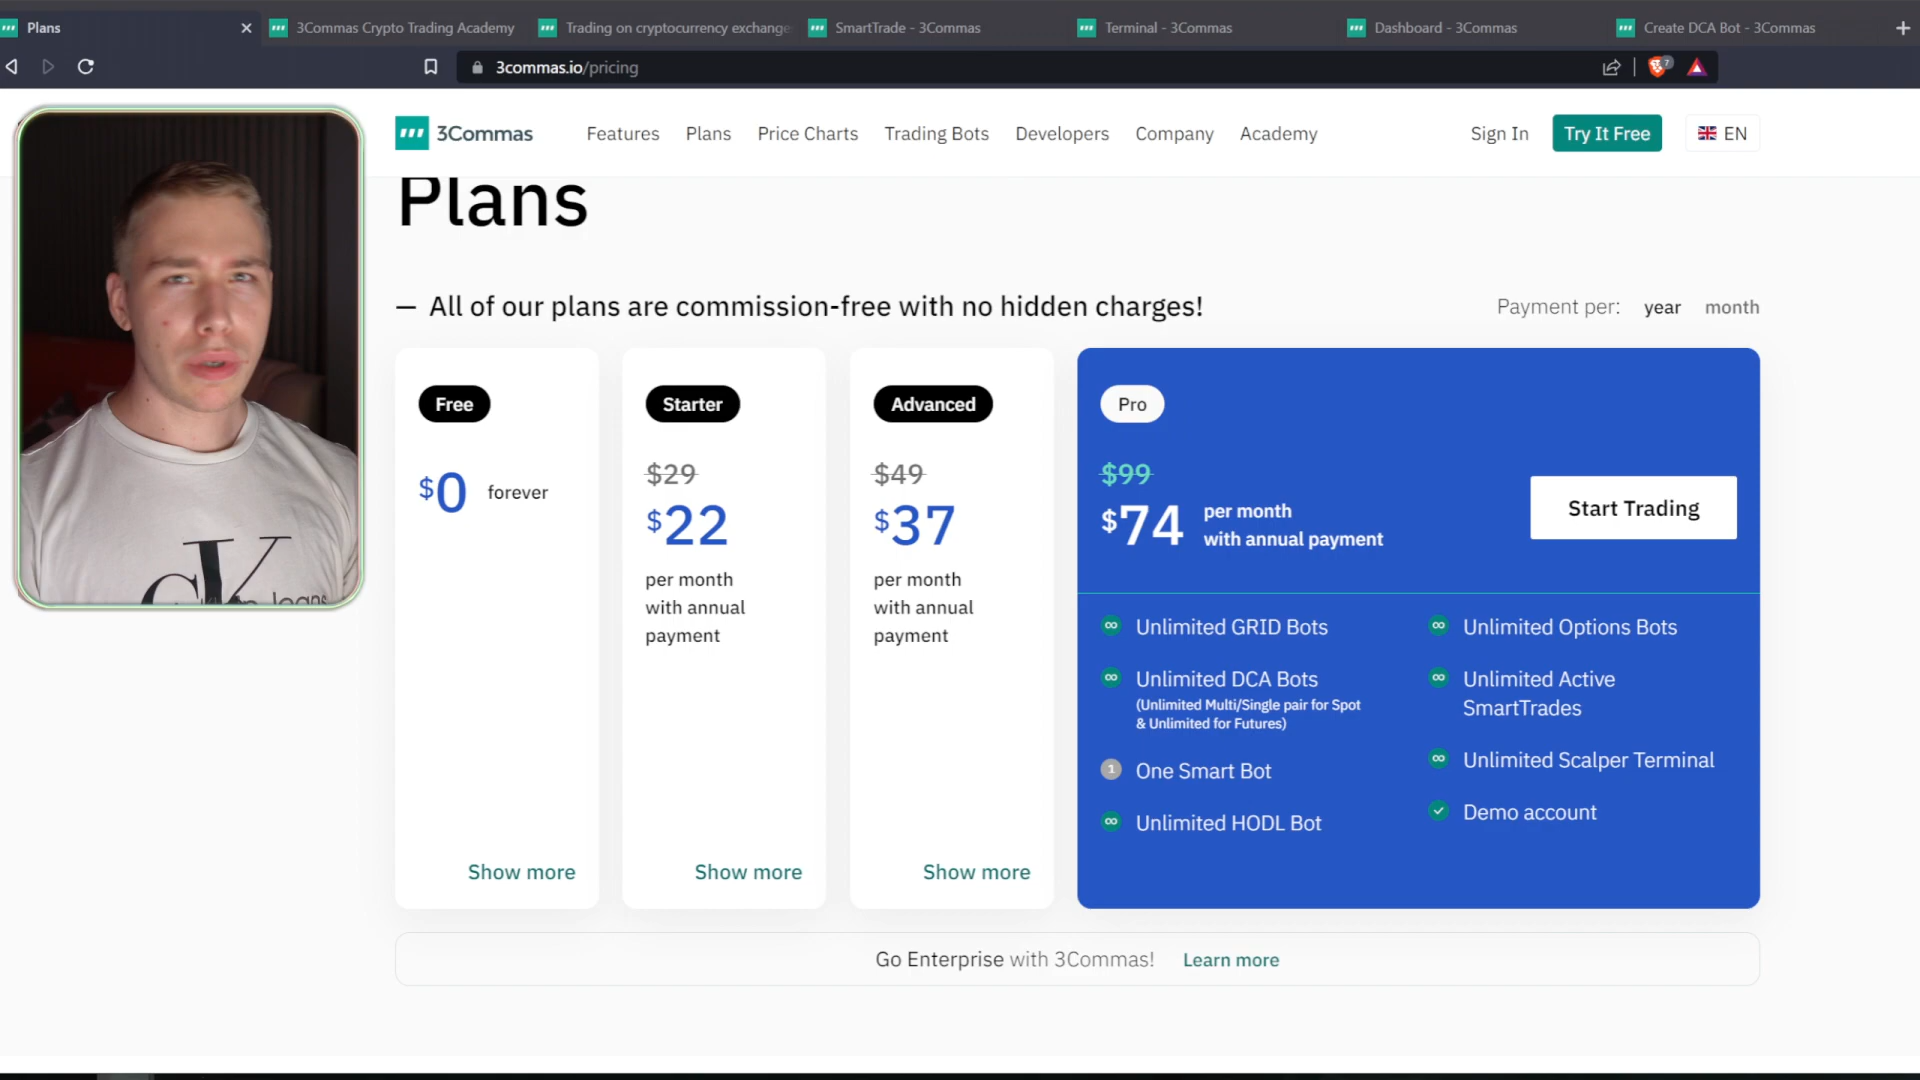 Plans
3Commas Crypto Trading Academy
Trading on cryptocurrency exchange
SmartTrade - 3Commas
Terminal - 3Commas
Dashboard - 3Commas
Create DCA Bot - 3Commas
3commas.io/pricing
7
3Commas
Features
Plans
Price Charts
Trading Bots
Developers
Company
Academy
Sign In
Try It Free
EN
Plans
— All of our plans are commission-free with no hidden charges!
Payment per: year month
Free
$0 forever
Show more
Starter
$29
$22
per month
with annual
payment
Show more
Advanced
$49
$37
per month
with annual
payment
Show more
Pro
$99
$74 per month
with annual payment
Start Trading
Unlimited GRID Bots
Unlimited DCA Bots
(Unlimited Multi/Single pair for Spot
& Unlimited for Futures)
1 One Smart Bot
Unlimited HODL Bot
Unlimited Options Bots
Unlimited Active
SmartTrades
Unlimited Scalper Terminal
Demo account
Go Enterprise with 3Commas! Learn more
CK